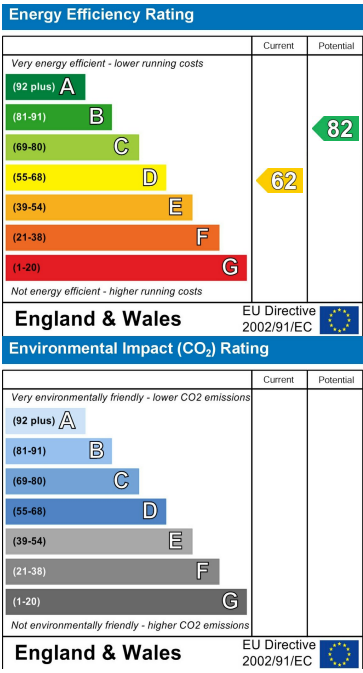 Energy Efficiency Rating
Current Potential
Very energy efficient - lower running costs
(92 plus) A
(81-91) B
82
(69-80) C
(55-68) D
62
(39-54) E
(21-38) F
(1-20) G
Not energy efficient - higher running costs
England & Wales
EU Directive
2002/91/EC
Environmental Impact (CO₂) Rating
Current Potential
Very environmentally friendly - lower CO2 emissions
(92 plus) A
(81-91) B
(69-80) C
(55-68) D
(39-54) E
(21-38) F
(1-20) G
Not environmentally friendly - higher CO2 emissions
England & Wales
EU Directive
2002/91/EC